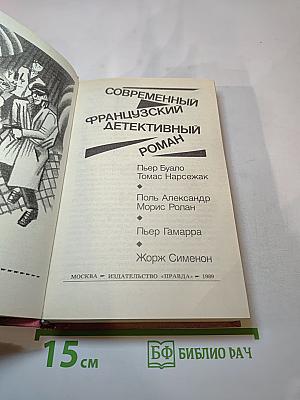 СОВРЕМЕННЫЙ
ФРАНЦУЗСКИЙ
ДЕТЕКТИВНЫЙ
РОМАН
Пьер Буало
Томас Нарсежак
Поль Александр
Морис Ролан
Пьер Гамарра
Жорж Сименон
МОСКВА — ИЗДАТЕЛЬСТВО «ПРАВДА» — 1989
15 см
БФ БИБЛИО ФАЧ